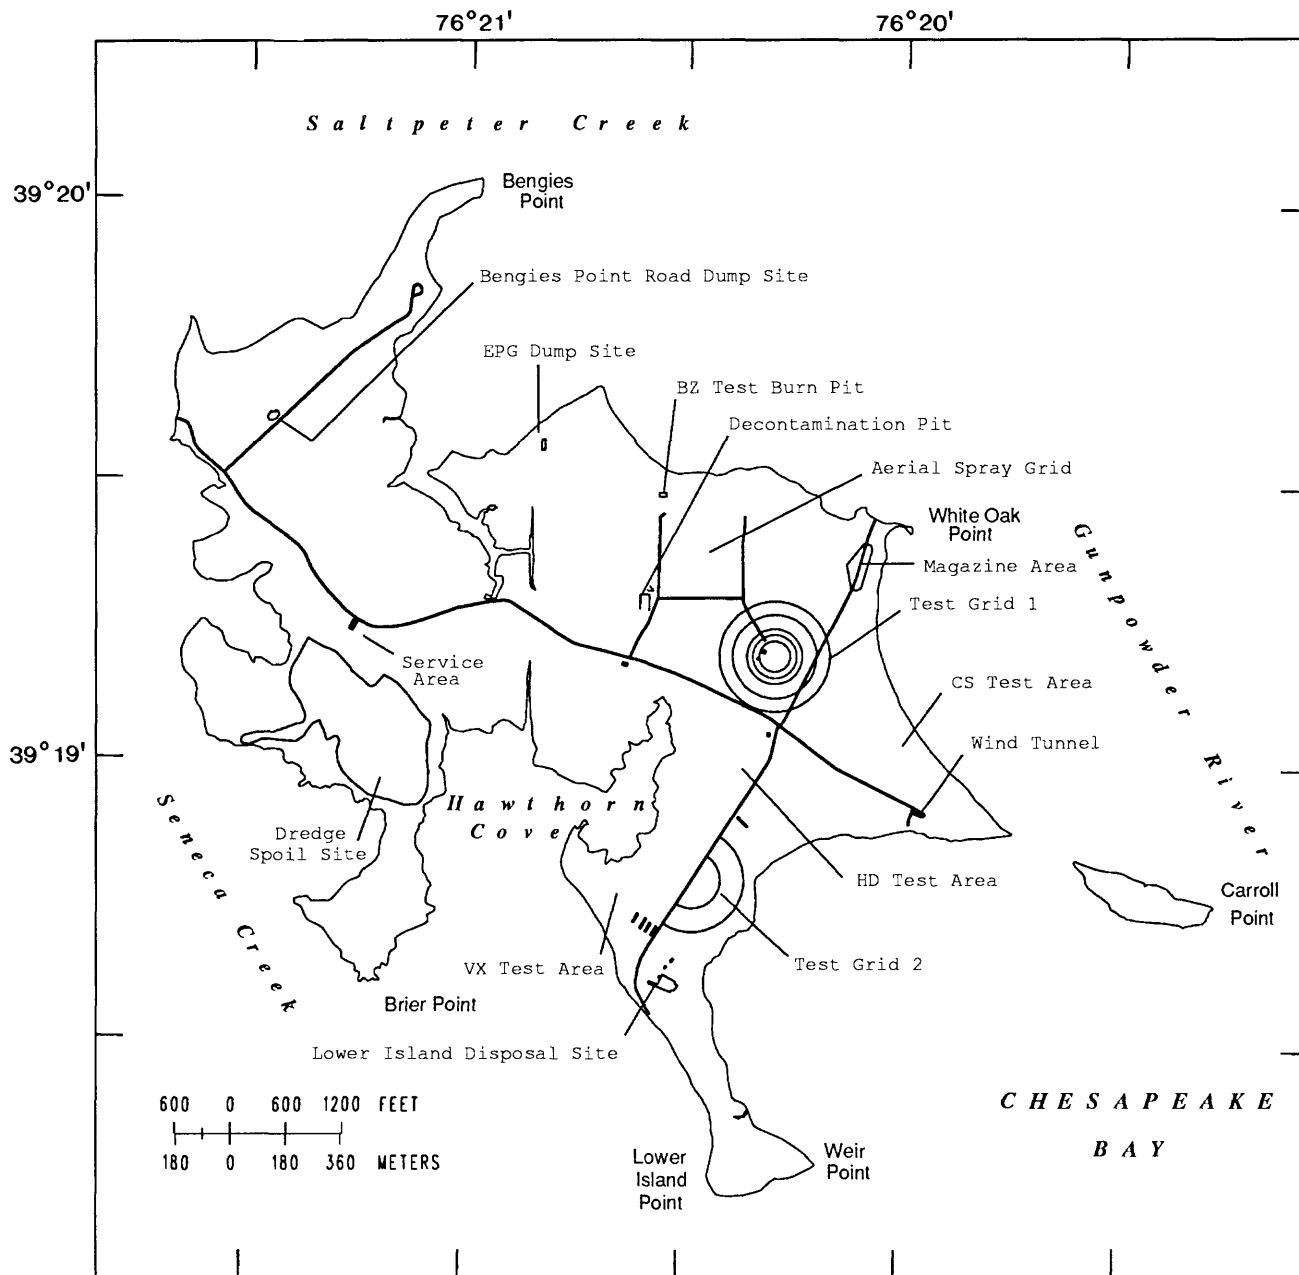 76°21' 76°20'
Saltpeter Creek
39°20'
Bengies
Point
Bengies Point Road Dump Site
EPG Dump Site
BZ Test Burn Pit
Decontamination Pit
Aerial Spray Grid
White Oak
Point
Gunpowder River
Magazine Area
Test Grid 1
Service
Area
CS Test Area
Wind Tunnel
39°19'
Hawthorn
Cove
Seneca Creek
Dredge
Spoil Site
HD Test Area
Carroll
Point
VX Test Area
Test Grid 2
Brier Point
Lower Island Disposal Site
600 0 600 1200 FEET
180 0 180 360 METERS
CHESAPEAKE
BAY
Lower
Island
Point
Weir
Point